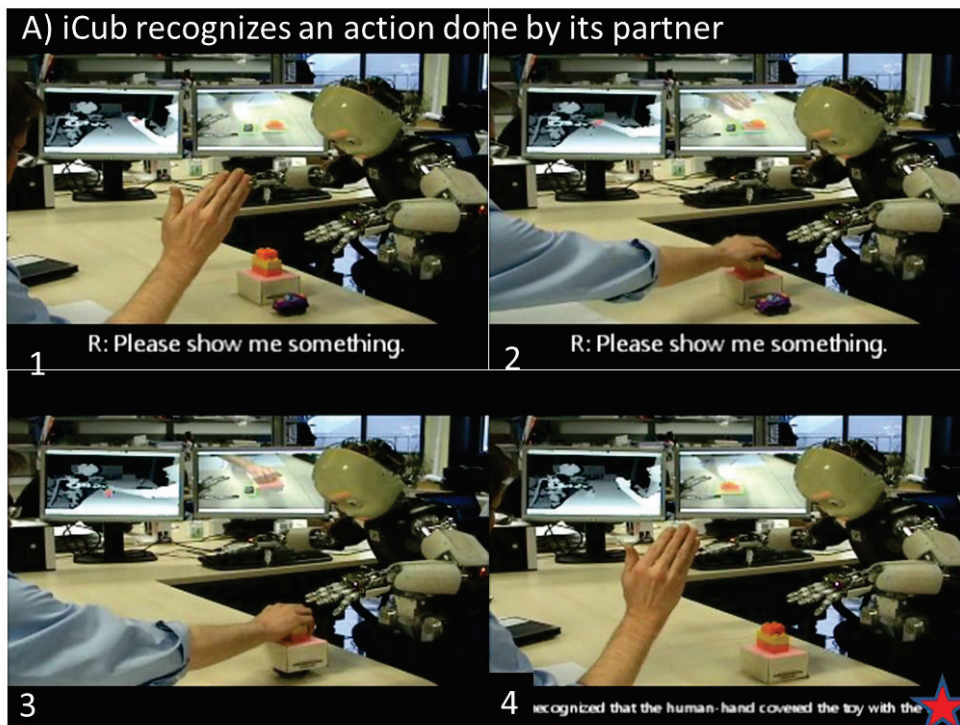 A) iCub recognizes an action done by its partner
R: Please show me something.
1
R: Please show me something.
2
3
4
recognized that the human-hand covered the toy with the